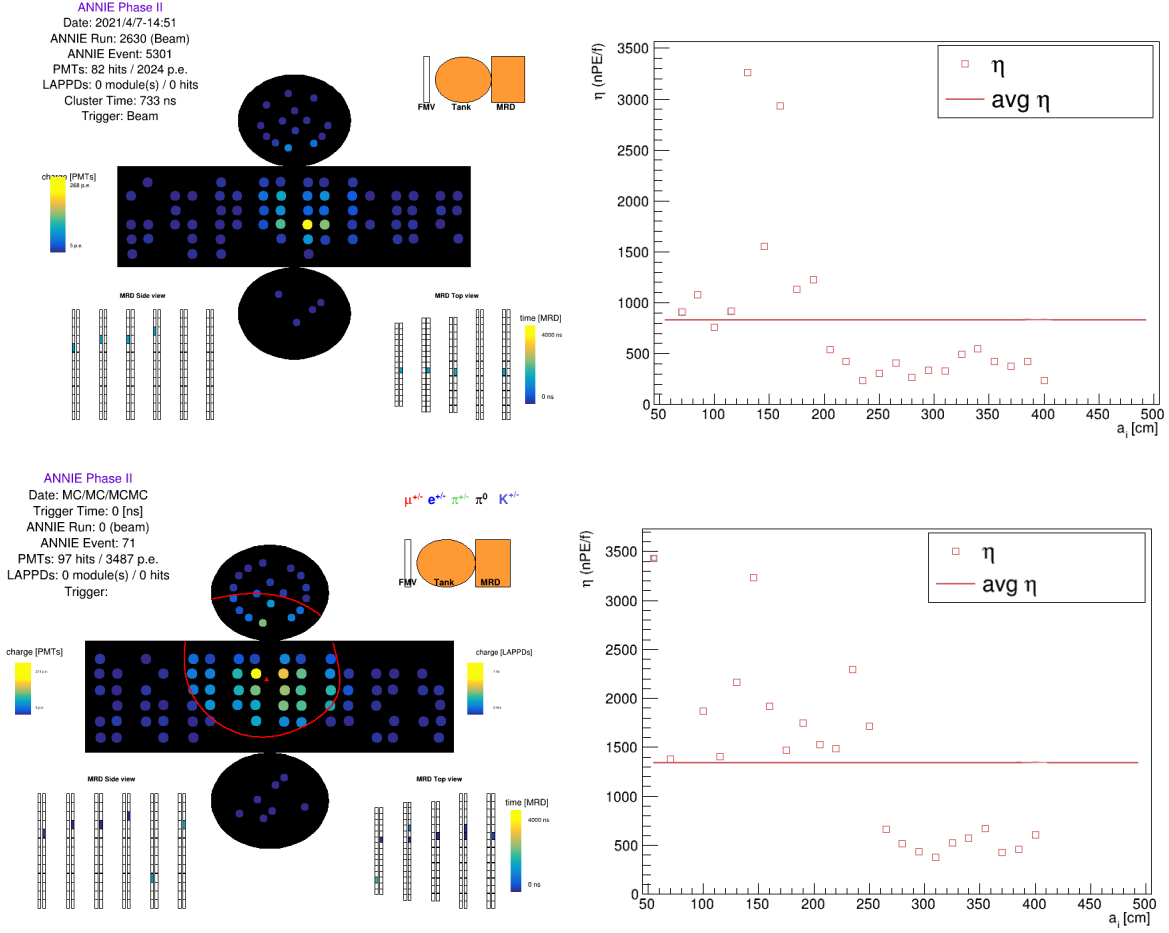 ANNIE Phase II
Date: 2021/4/7-14:51
ANNIE Run: 2630 (Beam)
ANNIE Event: 5301
PMTs: 82 hits / 2024 p.e.
LAPPDs: 0 module(s) / 0 hits
Cluster Time: 733 ns
Trigger: Beam
FMV Tank MRD
charge [PMTs]
268 p.e.
5 p.e.
MRD Side view
MRD Top view
time [MRD]
4000 ns
0 ns
η (nPE/f)
3500
3000
2500
2000
1500
1000
500
0
50 100 150 200 250 300 350 400 450 500
a_i [cm]
η
avg η
ANNIE Phase II
Date: MC/MC/MCMC
Trigger Time: 0 [ns]
ANNIE Run: 0 (beam)
ANNIE Event: 71
PMTs: 97 hits / 3487 p.e.
LAPPDs: 0 module(s) / 0 hits
Trigger:
μ+/- e+/- π+/- π0 K+/-
FMV Tank MRD
charge [PMTs]
charge [LAPPDs]
MRD Side view
MRD Top view
time [MRD]
4000 ns
0 ns
η (nPE/f)
3500
3000
2500
2000
1500
1000
500
0
50 100 150 200 250 300 350 400 450 500
a_i [cm]
η
avg η